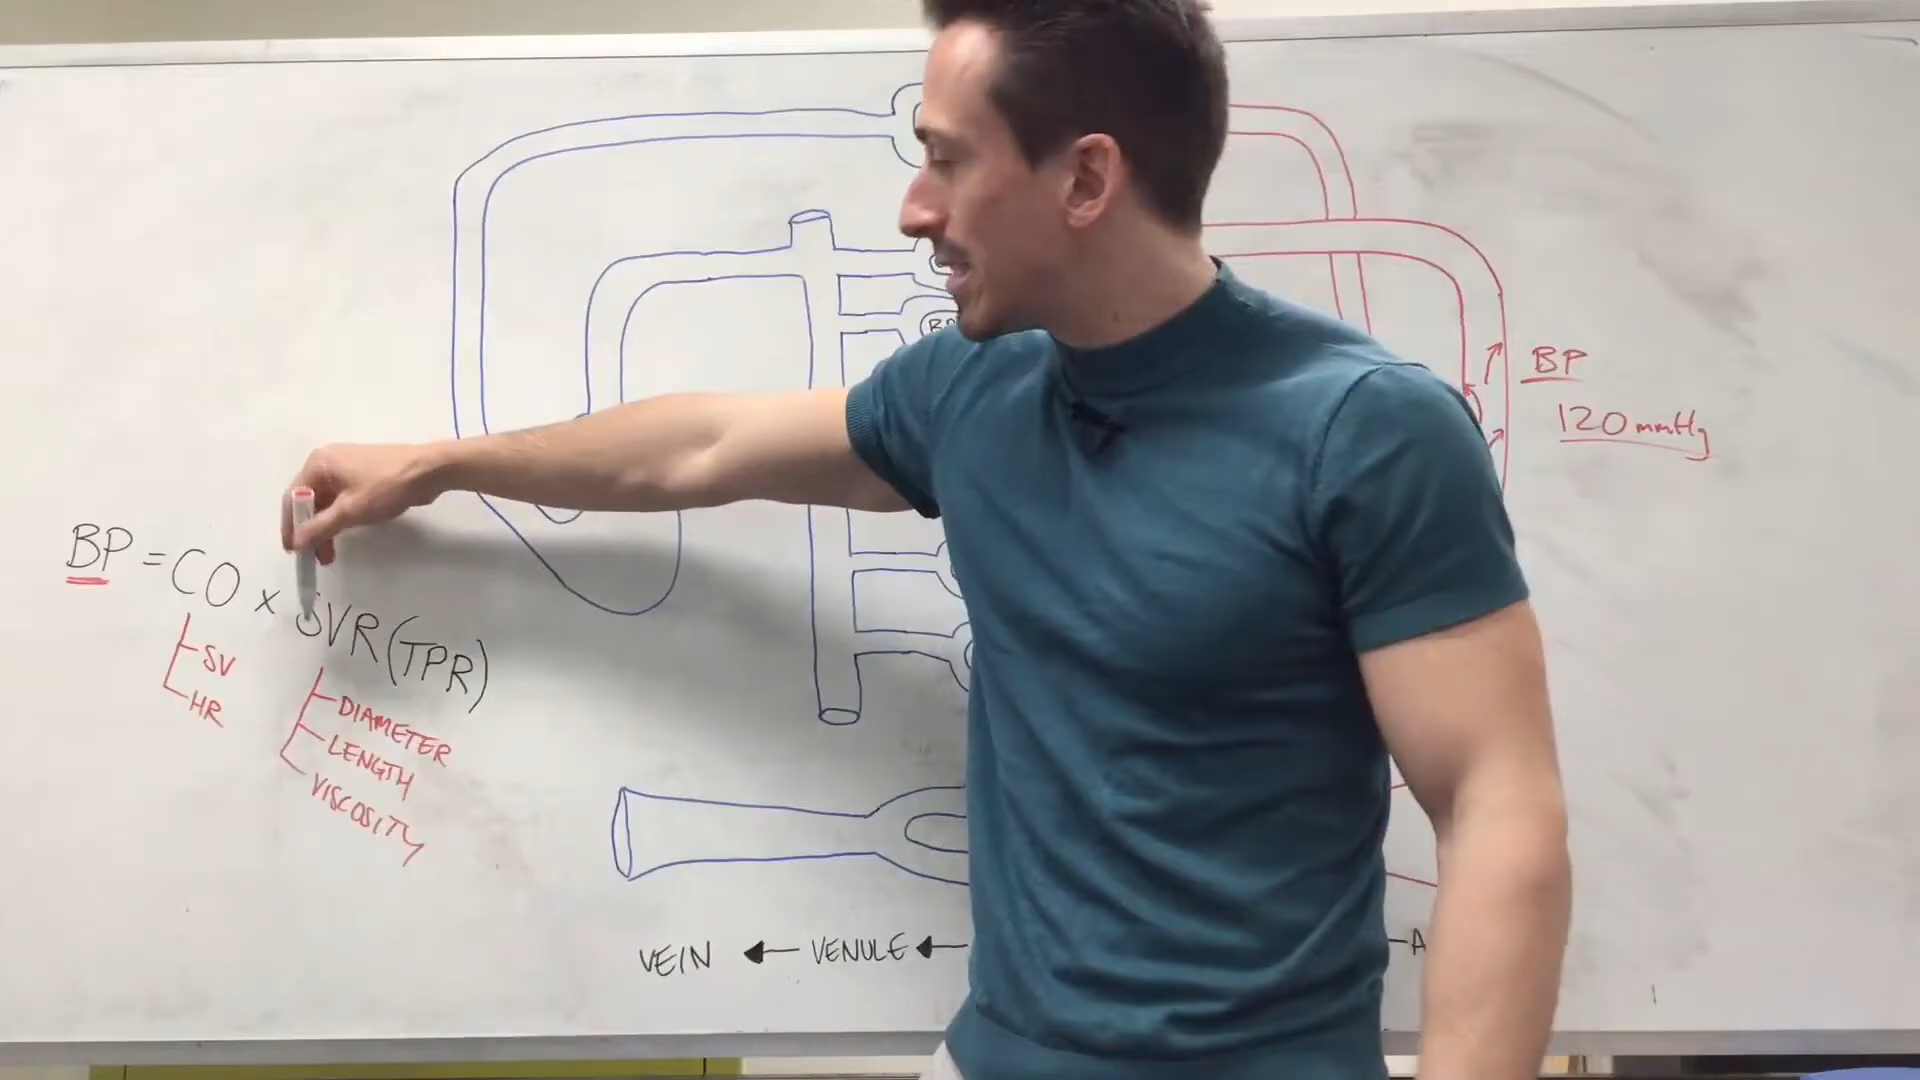 BP = CO x SVR (TPR)
SV
HR
DIAMETER
LENGTH
VISCOSITY
BP
120 mmHg
VEIN ← VENULE ←